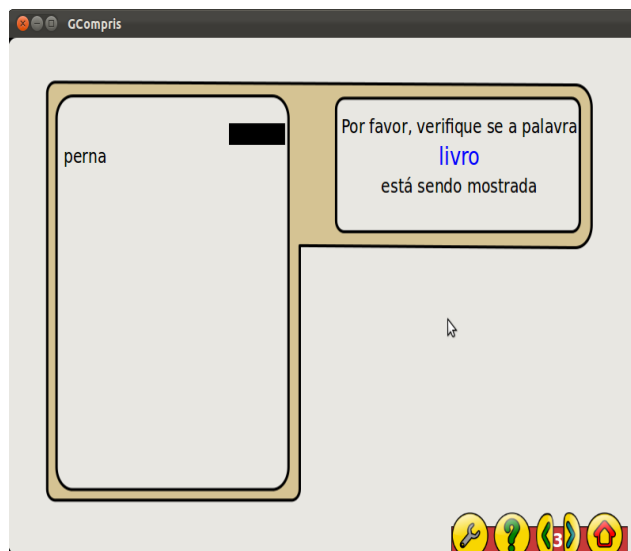 GCompris
perna
Por favor, verifique se a palavra
livro
está sendo mostrada
3